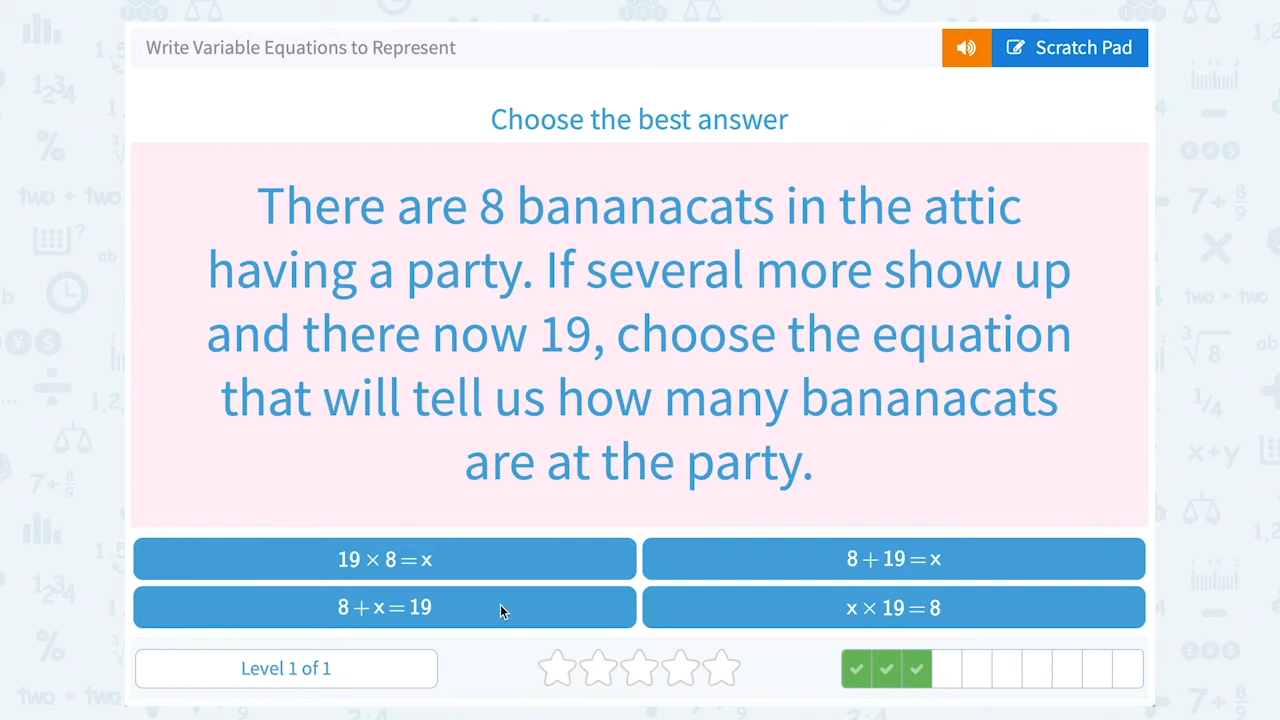 Write Variable Equations to Represent
Scratch Pad
Choose the best answer
There are 8 bananacats in the attic
having a party. If several more show up
and there now 19, choose the equation
that will tell us how many bananacats
are at the party.
19 × 8 = x
8 + 19 = x
8 + x = 19
x × 19 = 8
Level 1 of 1